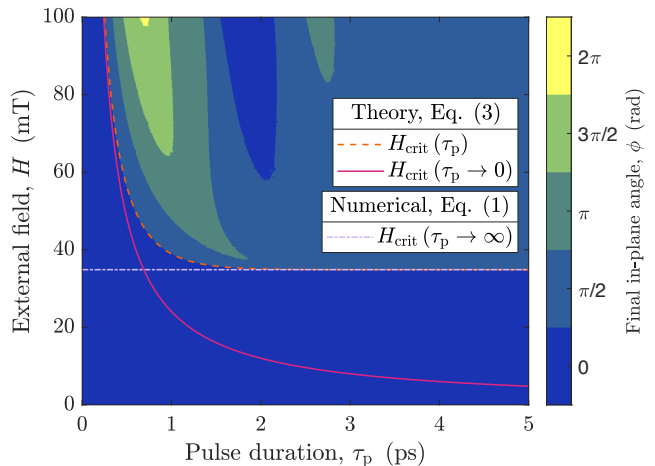 100
80
60
40
20
0
0
1
2
3
4
5
External field, H (mT)
Pulse duration, τp (ps)
Theory, Eq. (3)
Hcrit (τp)
Hcrit (τp → 0)
Numerical, Eq. (1)
Hcrit (τp → ∞)
2π
3π/2
π
π/2
0
Final in-plane angle, ϕ (rad)